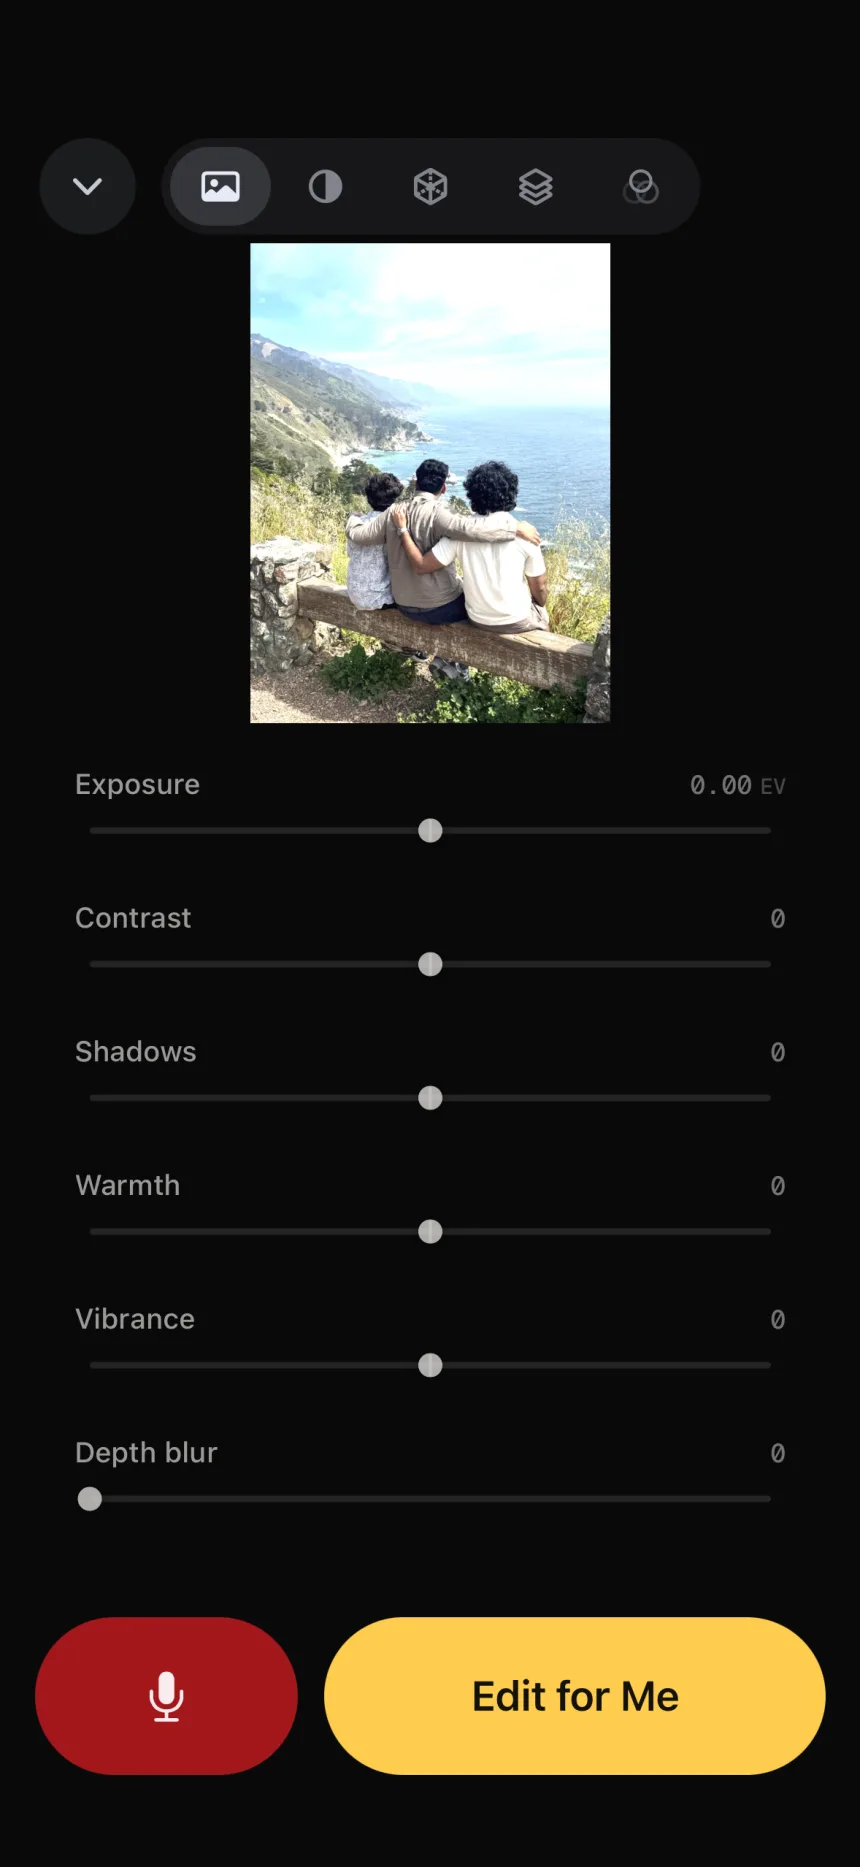 Exposure 0.00 EV
Contrast 0
Shadows 0
Warmth 0
Vibrance 0
Depth blur 0
Edit for Me